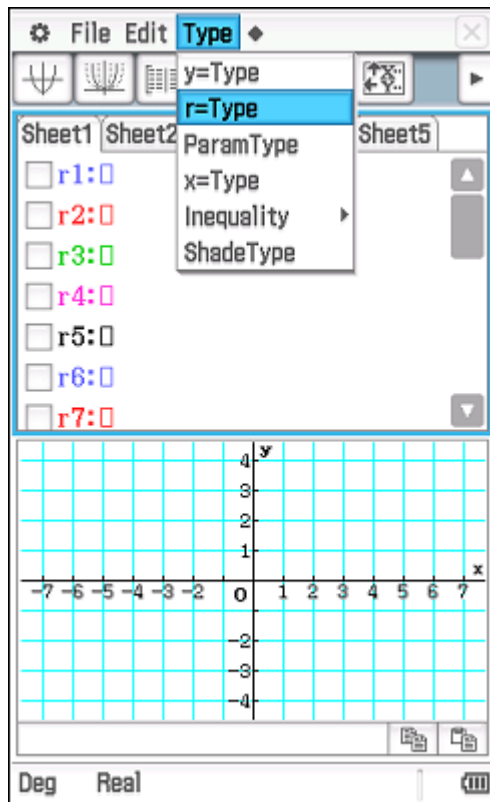 File Edit Type
y=Type
r=Type
Sheet1 Sheet2 Sheet5
ParamType
r1:
x=Type
r2:
Inequality
r3:
ShadeType
r4:
r5:
r6:
r7:
y
4
3
2
1
x
-7 -6 -5 -4 -3 -2 0 1 2 3 4 5 6 7
-2
-3
-4
Deg Real